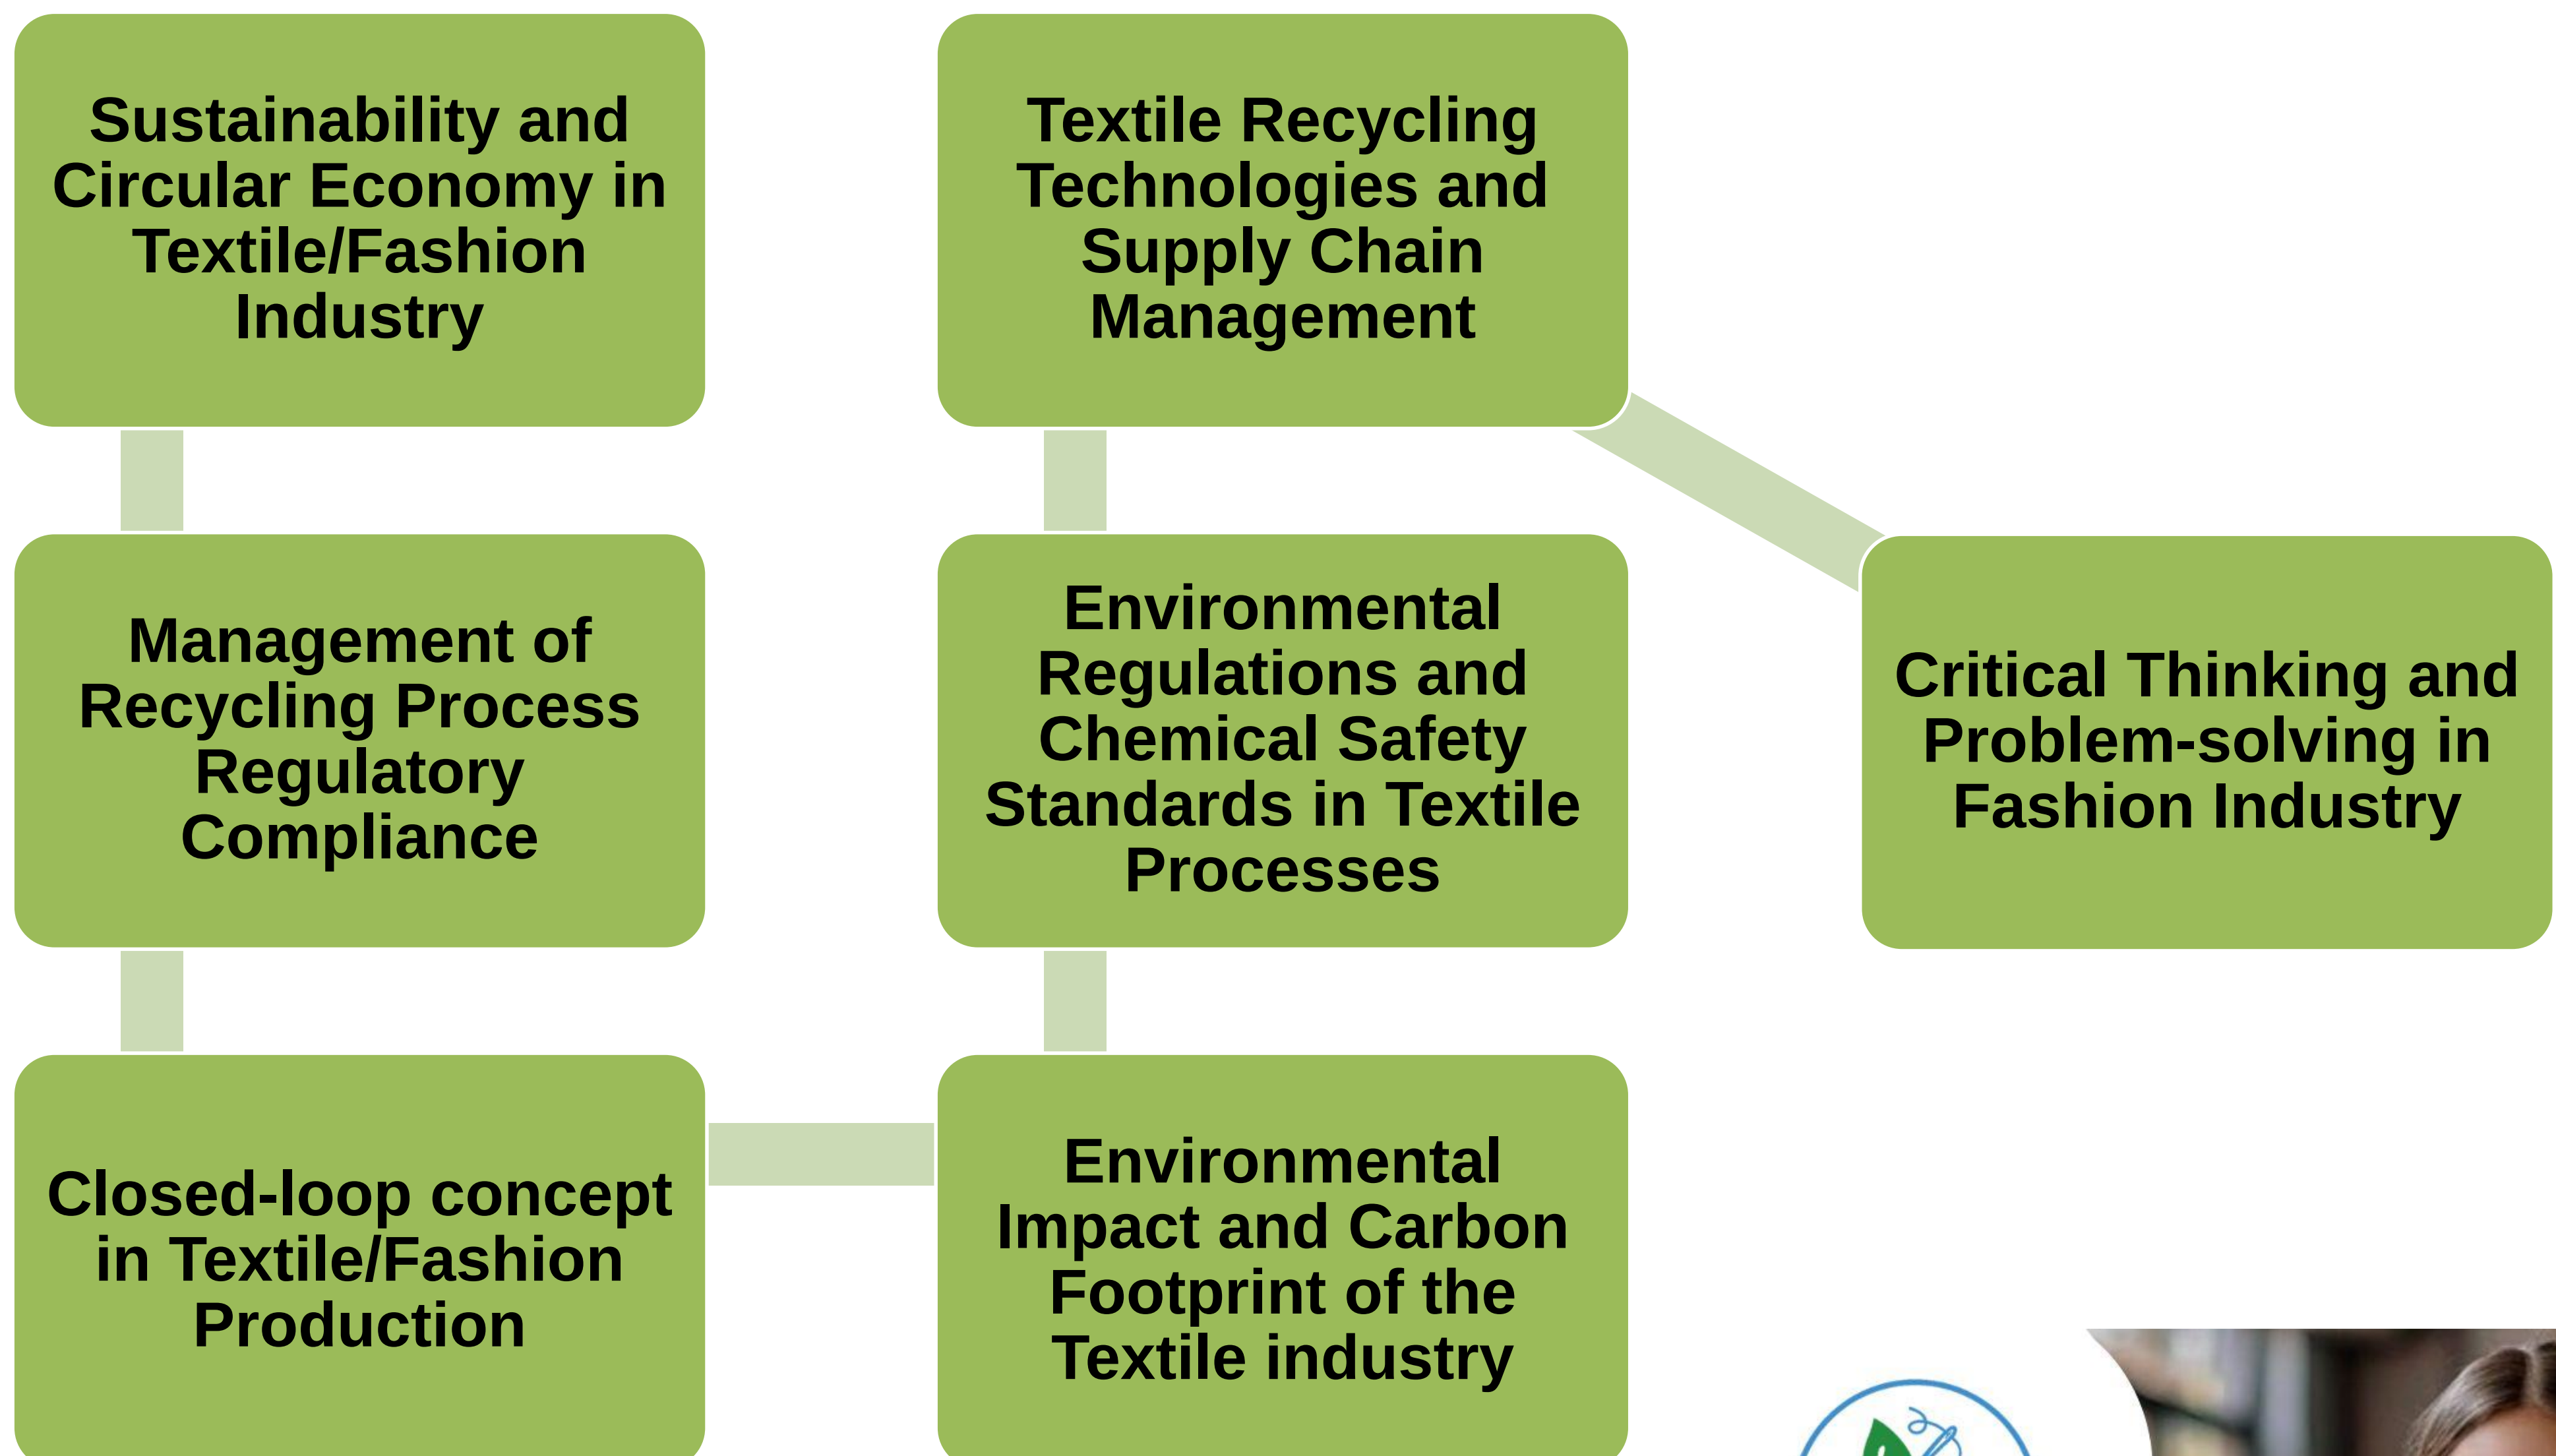 Sustainability and
Circular Economy in
Textile/Fashion
Industry
Management of
Recycling Process
Regulatory
Compliance
Closed-loop concept
in Textile/Fashion
Production
Environmental
Impact and Carbon
Footprint of the
Textile industry
Environmental
Regulations and
Chemical Safety
Standards in Textile
Processes
Textile Recycling
Technologies and
Supply Chain
Management
Critical Thinking and
Problem-solving in
Fashion Industry